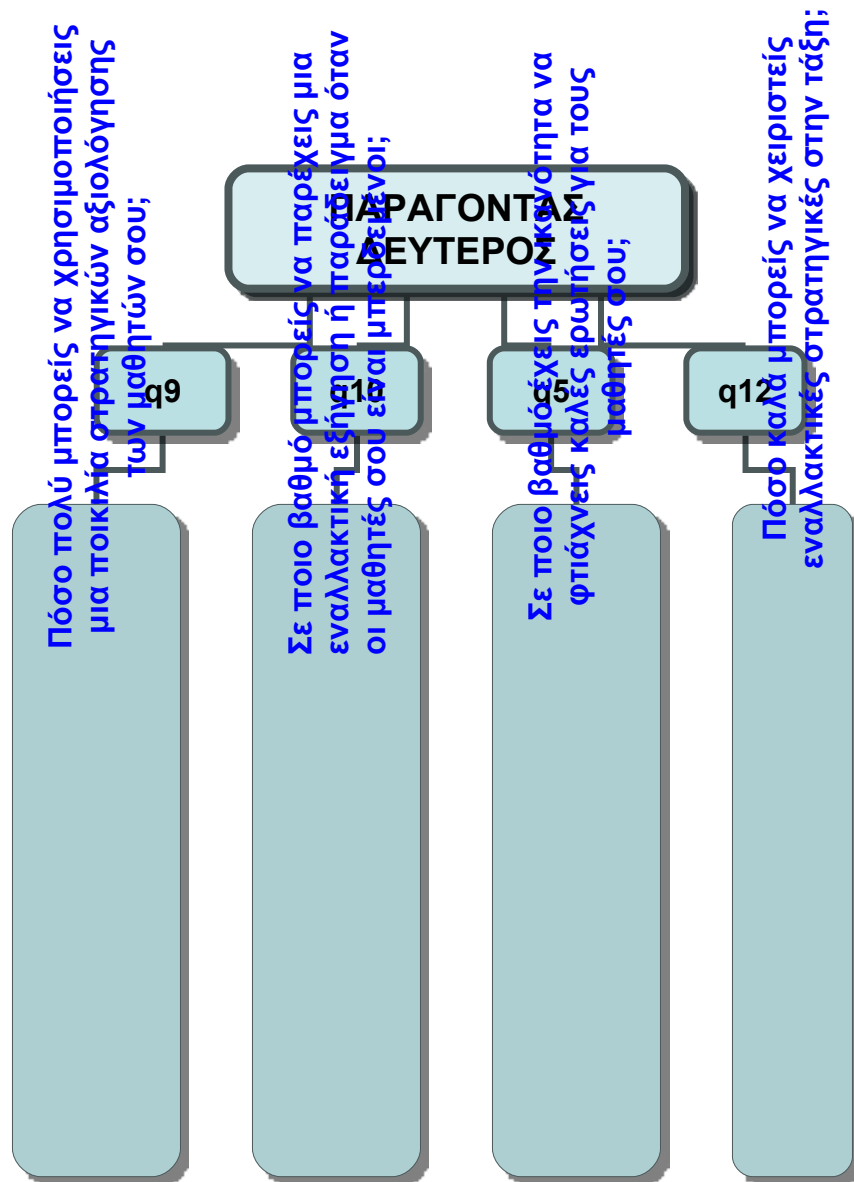 ΠΑΡΑΓΟΝΤΑΣ
ΔΕΥΤΕΡΟΣ
q9
q10
q5
q12
Πόσο πολύ μπορείς να χρησιμοποιήσεις
μια ποικιλία στρατηγικών αξιολόγησης
των μαθητών σου;
Σε ποιο βαθμό μπορείς να παρέχεις μια
εναλλακτική εξήγηση ή παράδειγμα όταν
οι μαθητές σου είναι μπερδεμένοι;
Σε ποιο βαθμό έχεις την ικανότητα να
φτιάχνεις καλές ερωτήσεις για τους
μαθητές σου;
Πόσο καλά μπορείς να χειριστείς
εναλλακτικές στρατηγικές στην τάξη;